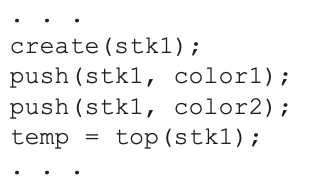 . . .
create(stk1);
push(stk1, color1);
push(stk1, color2);
temp = top(stk1);
. . .